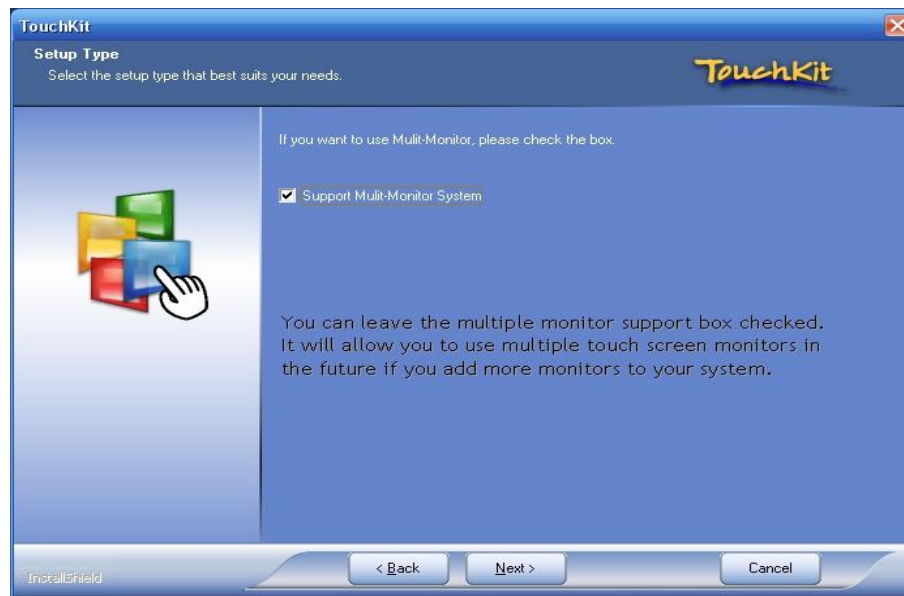 TouchKit
Setup Type
Select the setup type that best suits your needs.
TouchKit
If you want to use Mulit-Monitor, please check the box.
Support Mulit-Monitor System
You can leave the multiple monitor support box checked.
It will allow you to use multiple touch screen monitors in
the future if you add more monitors to your system.
InstallShield
< Back
Next >
Cancel